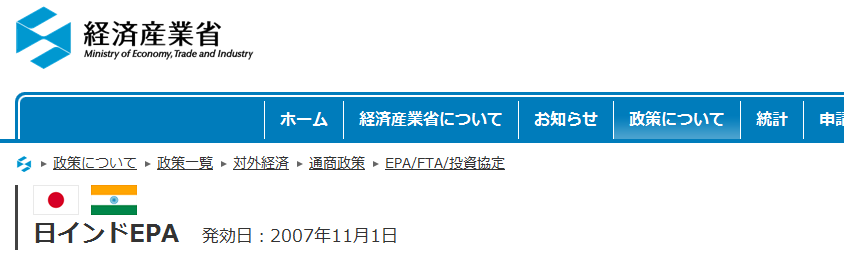 経済産業省
Ministry of Economy, Trade and Industry
ホーム 経済産業省について お知らせ 政策について 統計 申請
政策について 政策一覧 対外経済 通商政策 EPA/FTA/投資協定
日インドEPA 発効日：2007年11月1日